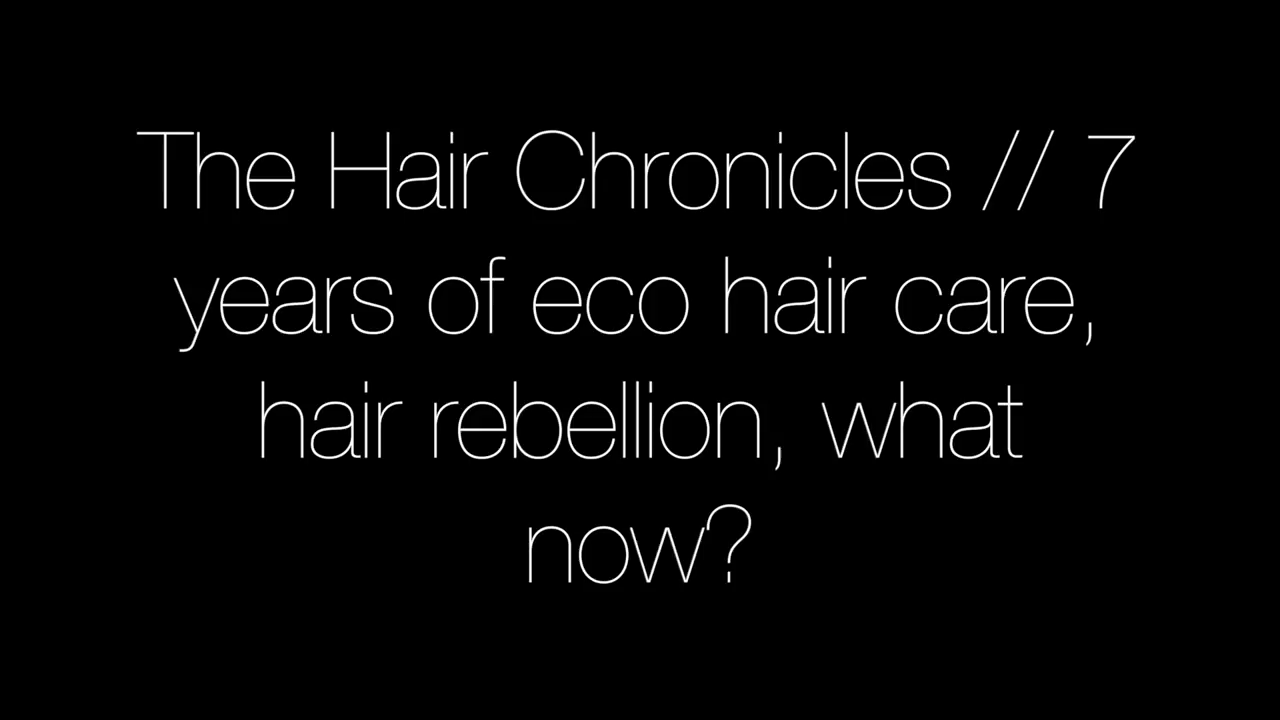 The Hair Chronicles // 7
years of eco hair care,
hair rebellion, what
now?